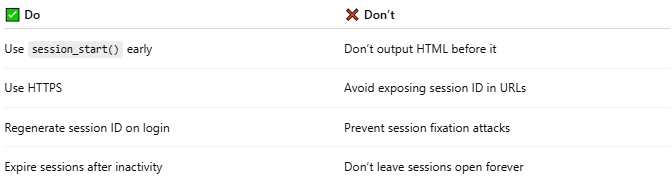 ✅ Do ❌ Don't
Use session_start() early Don't output HTML before it
Use HTTPS Avoid exposing session ID in URLs
Regenerate session ID on login Prevent session fixation attacks
Expire sessions after inactivity Don't leave sessions open forever